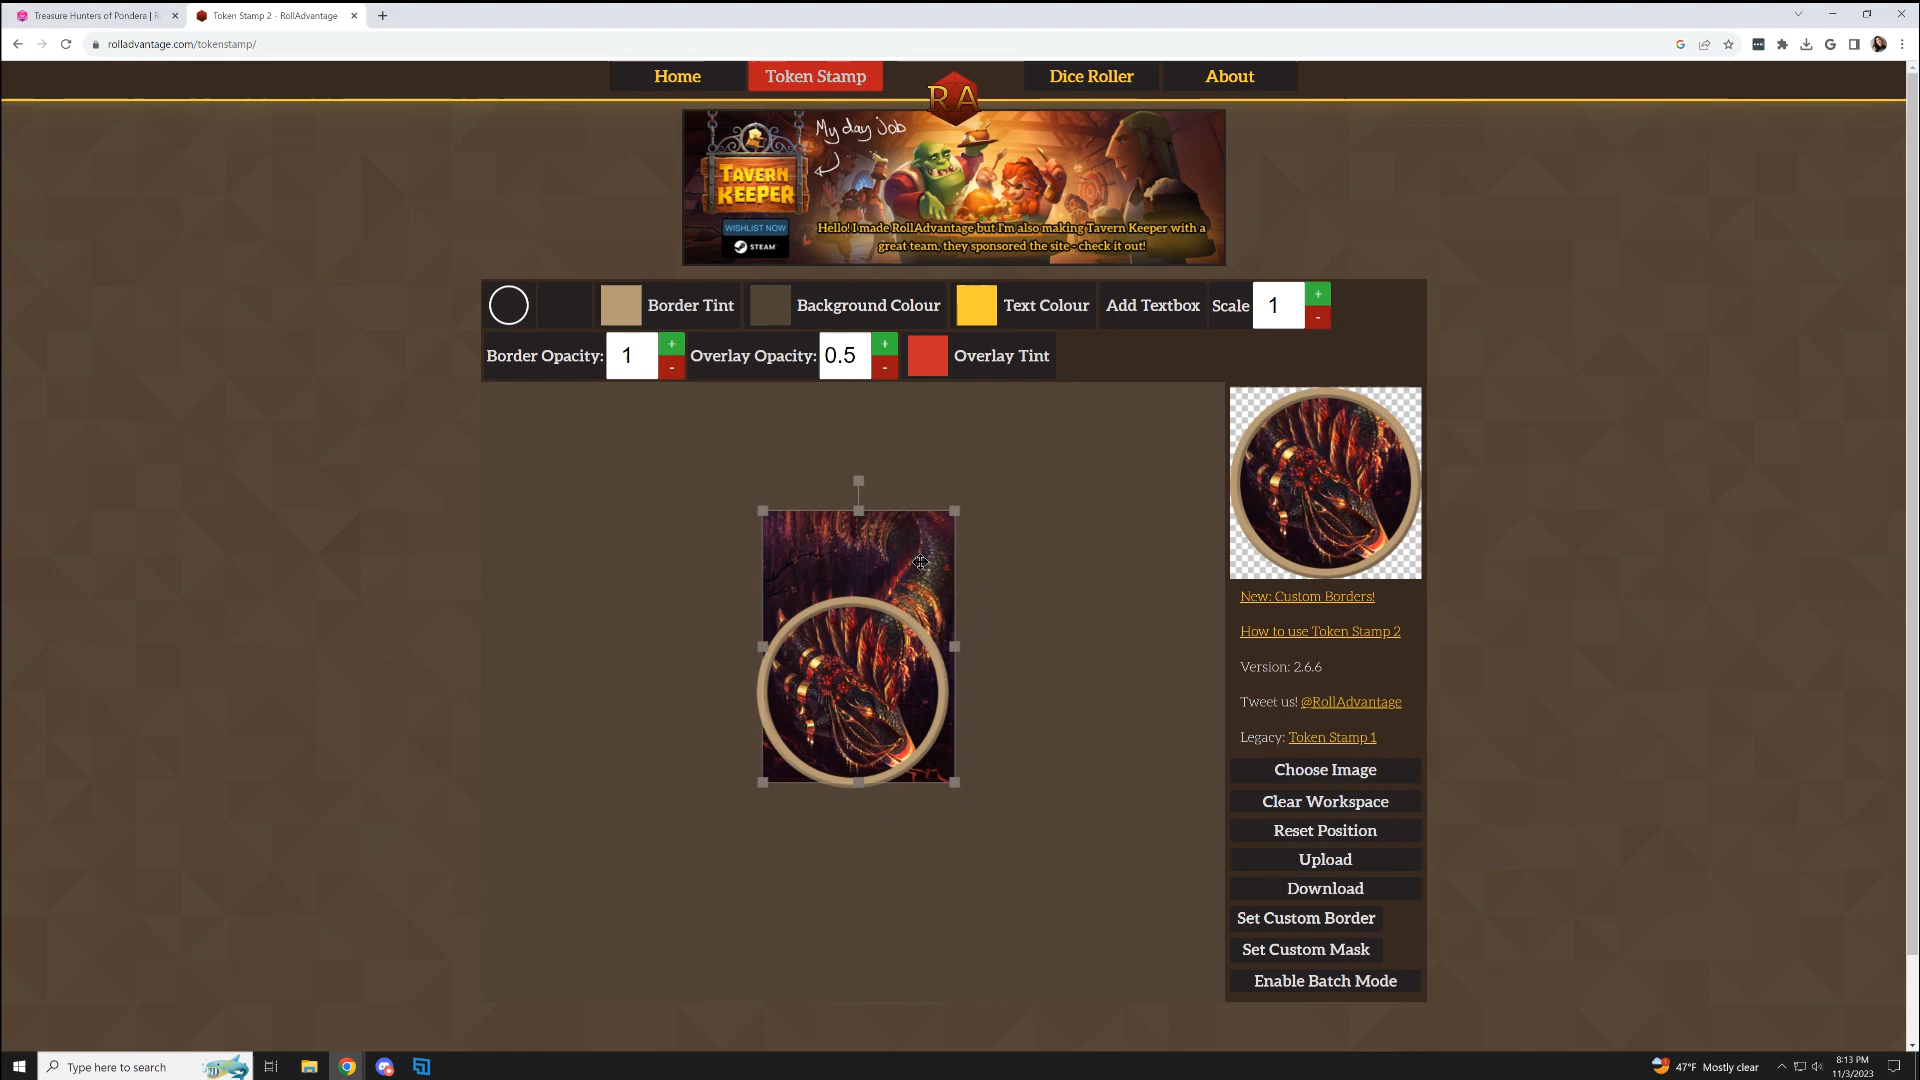 Treasure Hunters of Pondera | R
Token Stamp 2 - RollAdvantage
rolladvantage.com/tokenstamp/
Home
Token Stamp
RA
Dice Roller
About
My day job
TAVERN
KEEPER
WISHLIST NOW
STEAM
Hello! I made RollAdvantage but I'm also making Tavern Keeper with a
great team, they sponsored the site - check it out!
Border Tint
Background Colour
Text Colour
Add Textbox
Scale
1
+
-
Border Opacity:
1
+
-
Overlay Opacity:
0.5
+
-
Overlay Tint
New: Custom Borders!
How to use Token Stamp 2
Version: 2.6.6
Tweet us! @RollAdvantage
Legacy: Token Stamp 1
Choose Image
Clear Workspace
Reset Position
Upload
Download
Set Custom Border
Set Custom Mask
Enable Batch Mode
Type here to search
47°F Mostly clear
8:13 PM
11/3/2023